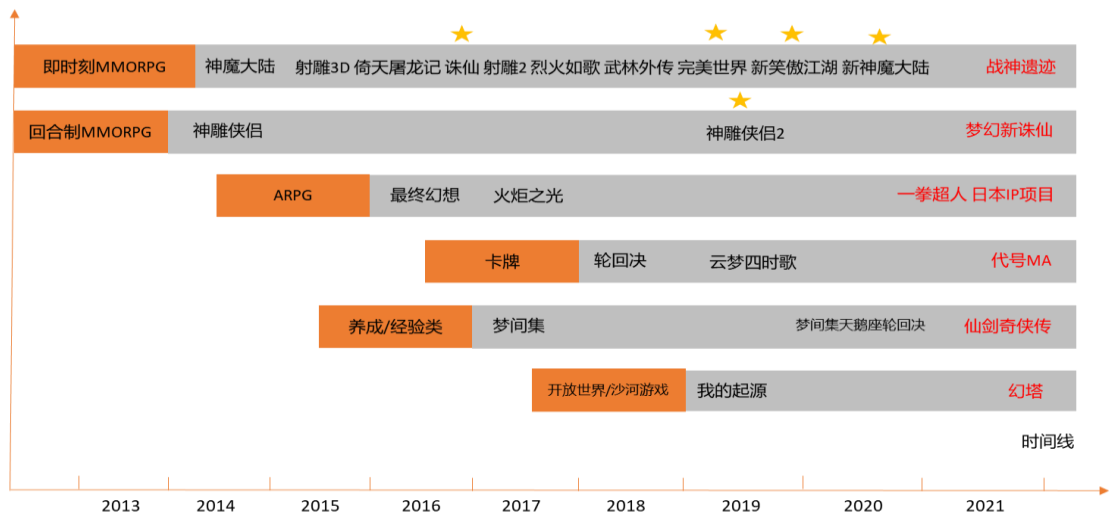 即时刻MMORPG 神魔大陆 射雕3D 倚天屠龙记 诛仙 射雕2 烈火如歌 武林外传 完美世界 新笑傲江湖 新神魔大陆 战神遗迹
回合制MMORPG 神雕侠侣 神雕侠侣2 梦幻新诛仙
ARPG 最终幻想 火炬之光 一拳超人 日本IP项目
卡牌 轮回决 云梦四时歌 代号MA
养成/经验类 梦间集 梦间集天鹅座轮回决 仙剑奇侠传
开放世界/沙河游戏 我的起源 幻塔
时间线
2013 2014 2015 2016 2017 2018 2019 2020 2021